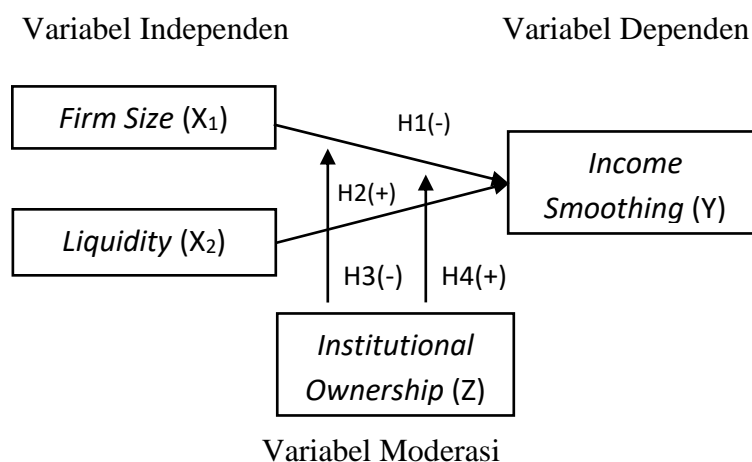 Variabel Independen
Variabel Dependen
Firm Size (X₁)
H1(-)
Income
Smoothing (Y)
H2(+)
Liquidity (X₂)
H3(-)
H4(+)
Institutional
Ownership (Z)
Variabel Moderasi